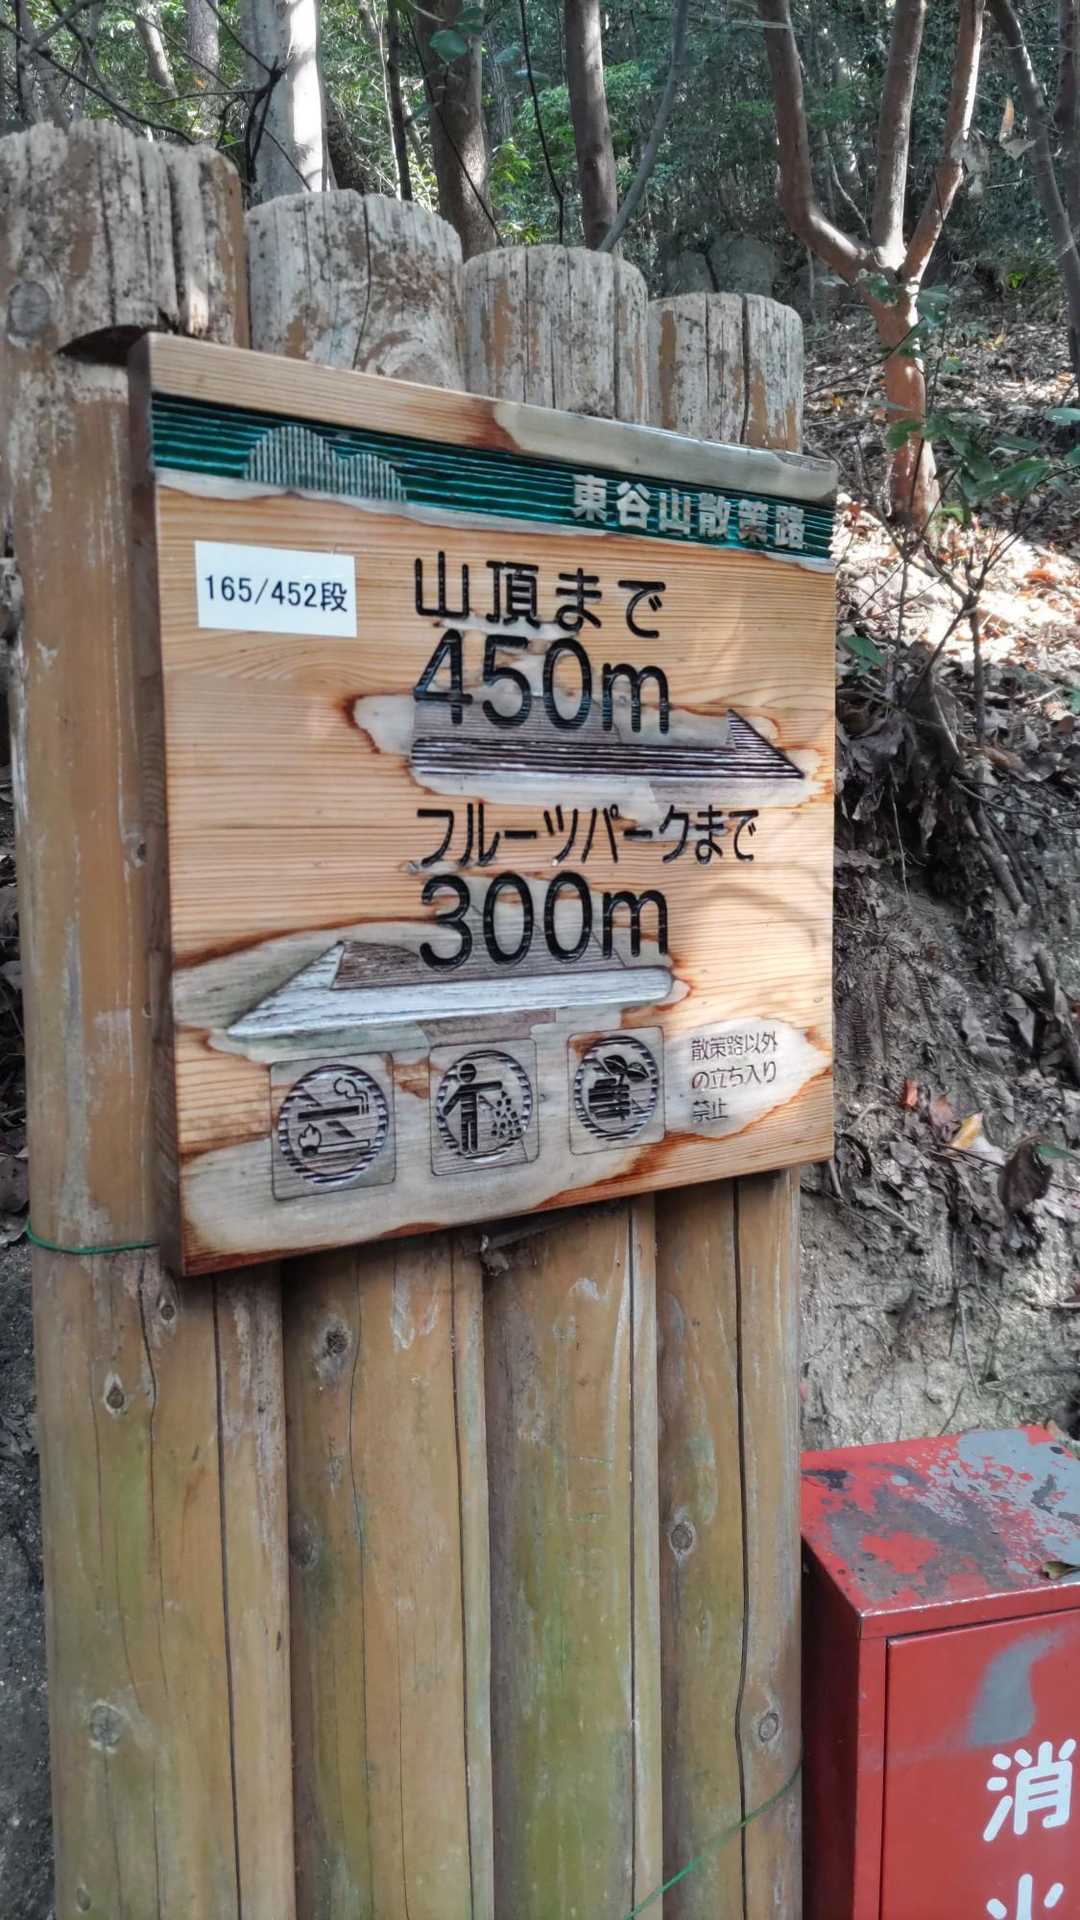 東谷山散策路
165/452段
山頂まで
450m
フルーツパークまで
300m
散策路以外
の立ち入り
禁止
消
火